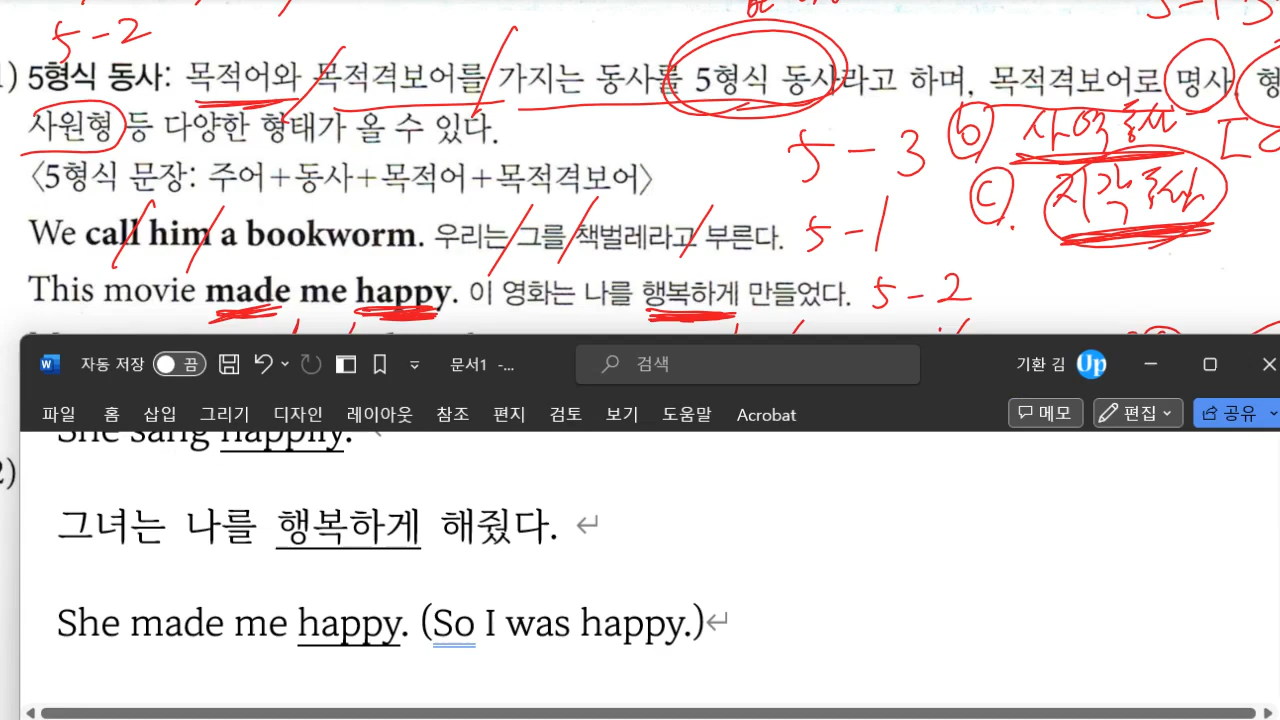 5-2
1) 5형식 동사: 목적어와 목적격보어를 가지는 동사를 5형식 동사라고 하며, 목적격보어로 명사, 형
사원형 등 다양한 형태가 올 수 있다.
5-3 b 사역동사
〈5형식 문장: 주어+동사+목적어+목적격보어〉
c. 지각동사
We call him a bookworm. 우리는 그를 책벌레라고 부른다. 5-1
This movie made me happy. 이 영화는 나를 행복하게 만들었다. 5-2
자동 저장 끔 문서1 -... 검색 기환 김 Up
파일 홈 삽입 그리기 디자인 레이아웃 참조 편지 검토 보기 도움말 Acrobat 메모 편집 공유
She sang happily.
2)
그녀는 나를 행복하게 해줬다.
She made me happy. (So I was happy.)